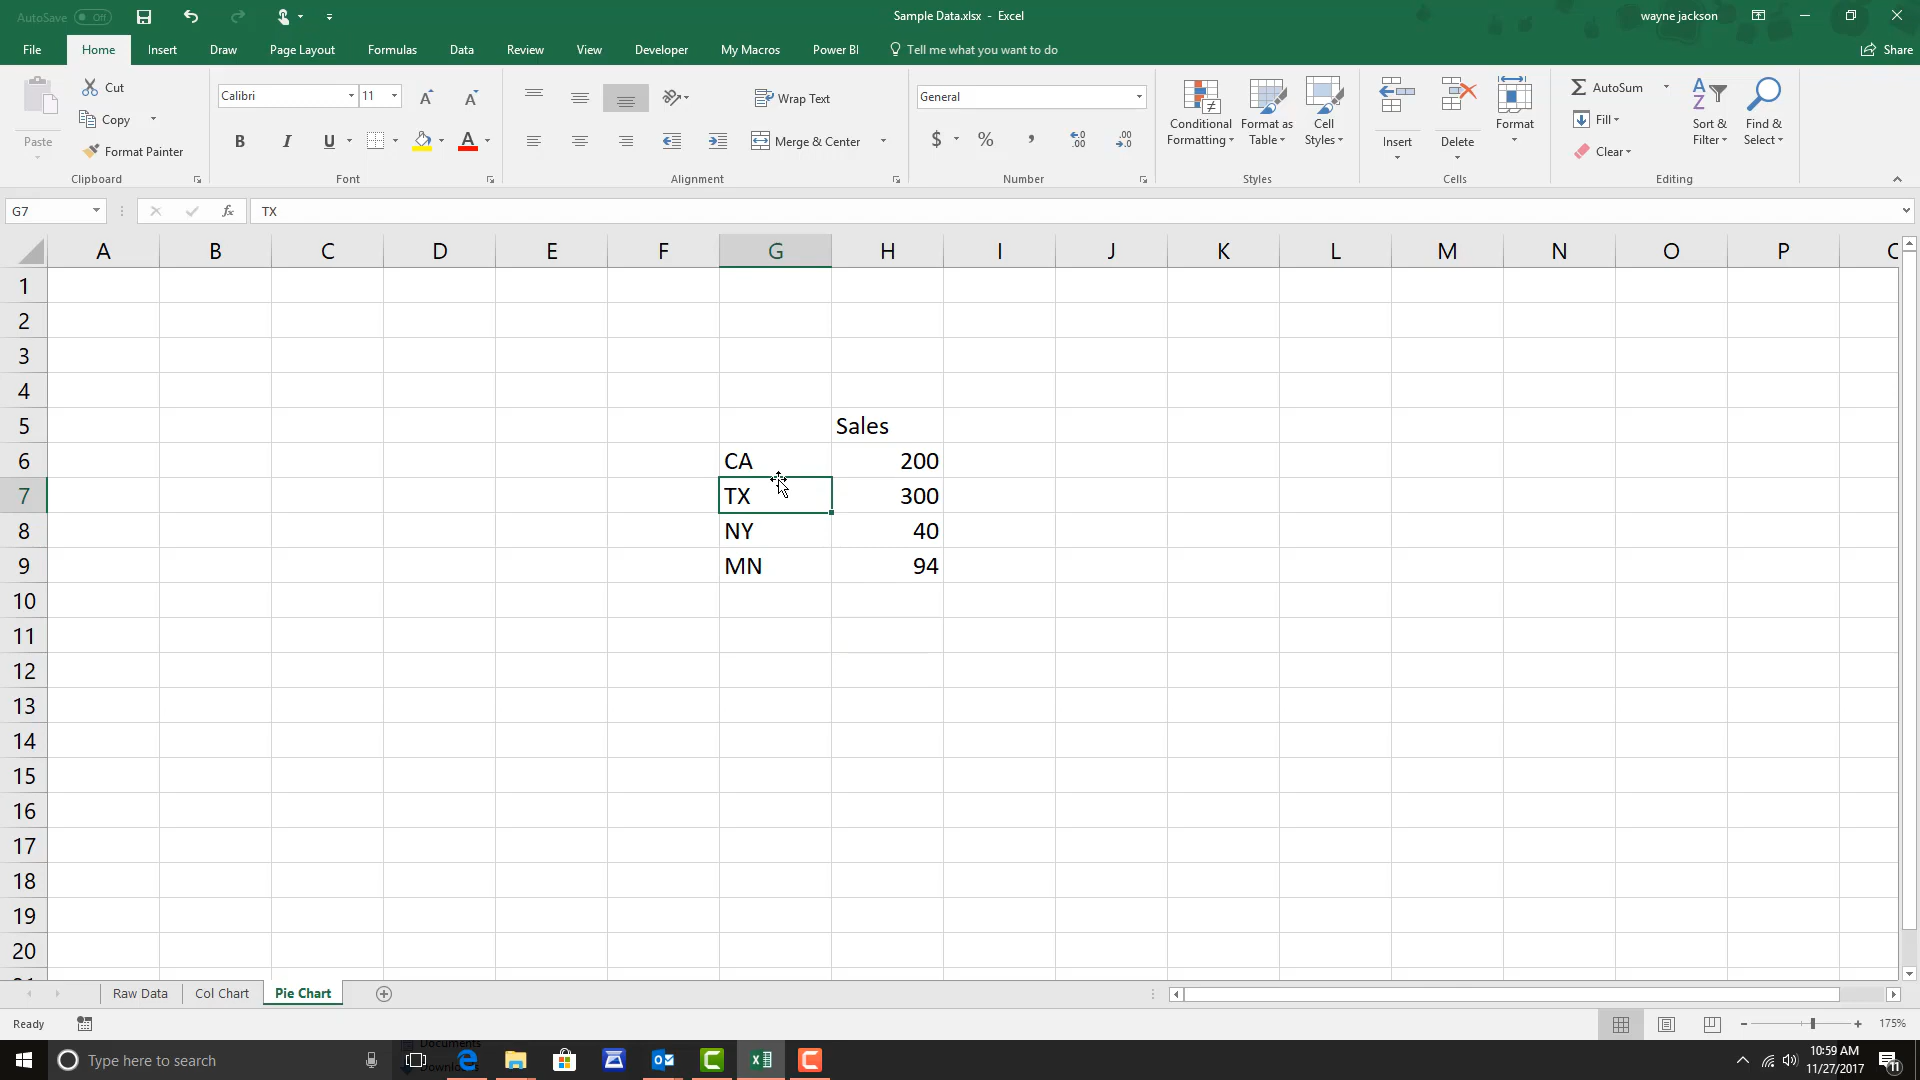 AutoSave Off
Sample Data.xlsx - Excel
wayne jackson
File Home Insert Draw Page Layout Formulas Data Review View Developer My Macros Power BI Tell me what you want to do Share
Cut
Copy
Format Painter
Paste
Clipboard
Calibri 11
B I U A
Font
Wrap Text
Merge & Center
Alignment
General
$ % ,
Number
Conditional Formatting
Format as Table
Cell Styles
Styles
Insert
Delete
Format
Cells
AutoSum
Fill
Clear
Sort & Filter
Find & Select
Editing
G7 fx TX
A B C D E F G H I J K L M N O P
1
2
3
4
5 Sales
6 CA 200
7 TX 300
8 NY 40
9 MN 94
10
11
12
13
14
15
16
17
18
19
20
Raw Data Col Chart Pie Chart
Ready
175%
Type here to search
10:59 AM
11/27/2017
11